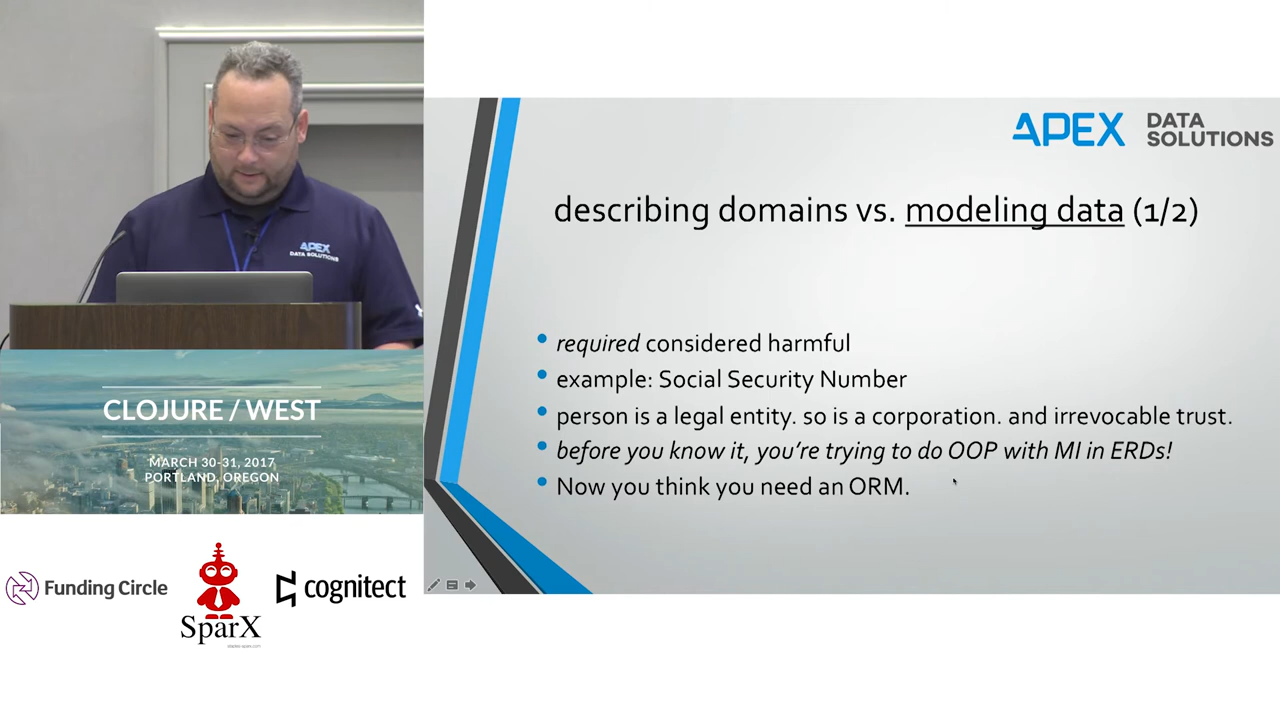 APEX
DATA SOLUTIONS
CLOJURE / WEST
MARCH 30-31, 2017
PORTLAND, OREGON
Funding Circle
SparX
cognitect
APEX
DATA
SOLUTIONS
describing domains vs. modeling data (1/2)
• required considered harmful
• example: Social Security Number
• person is a legal entity. so is a corporation. and irrevocable trust.
• before you know it, you’re trying to do OOP with MI in ERDs!
• Now you think you need an ORM.